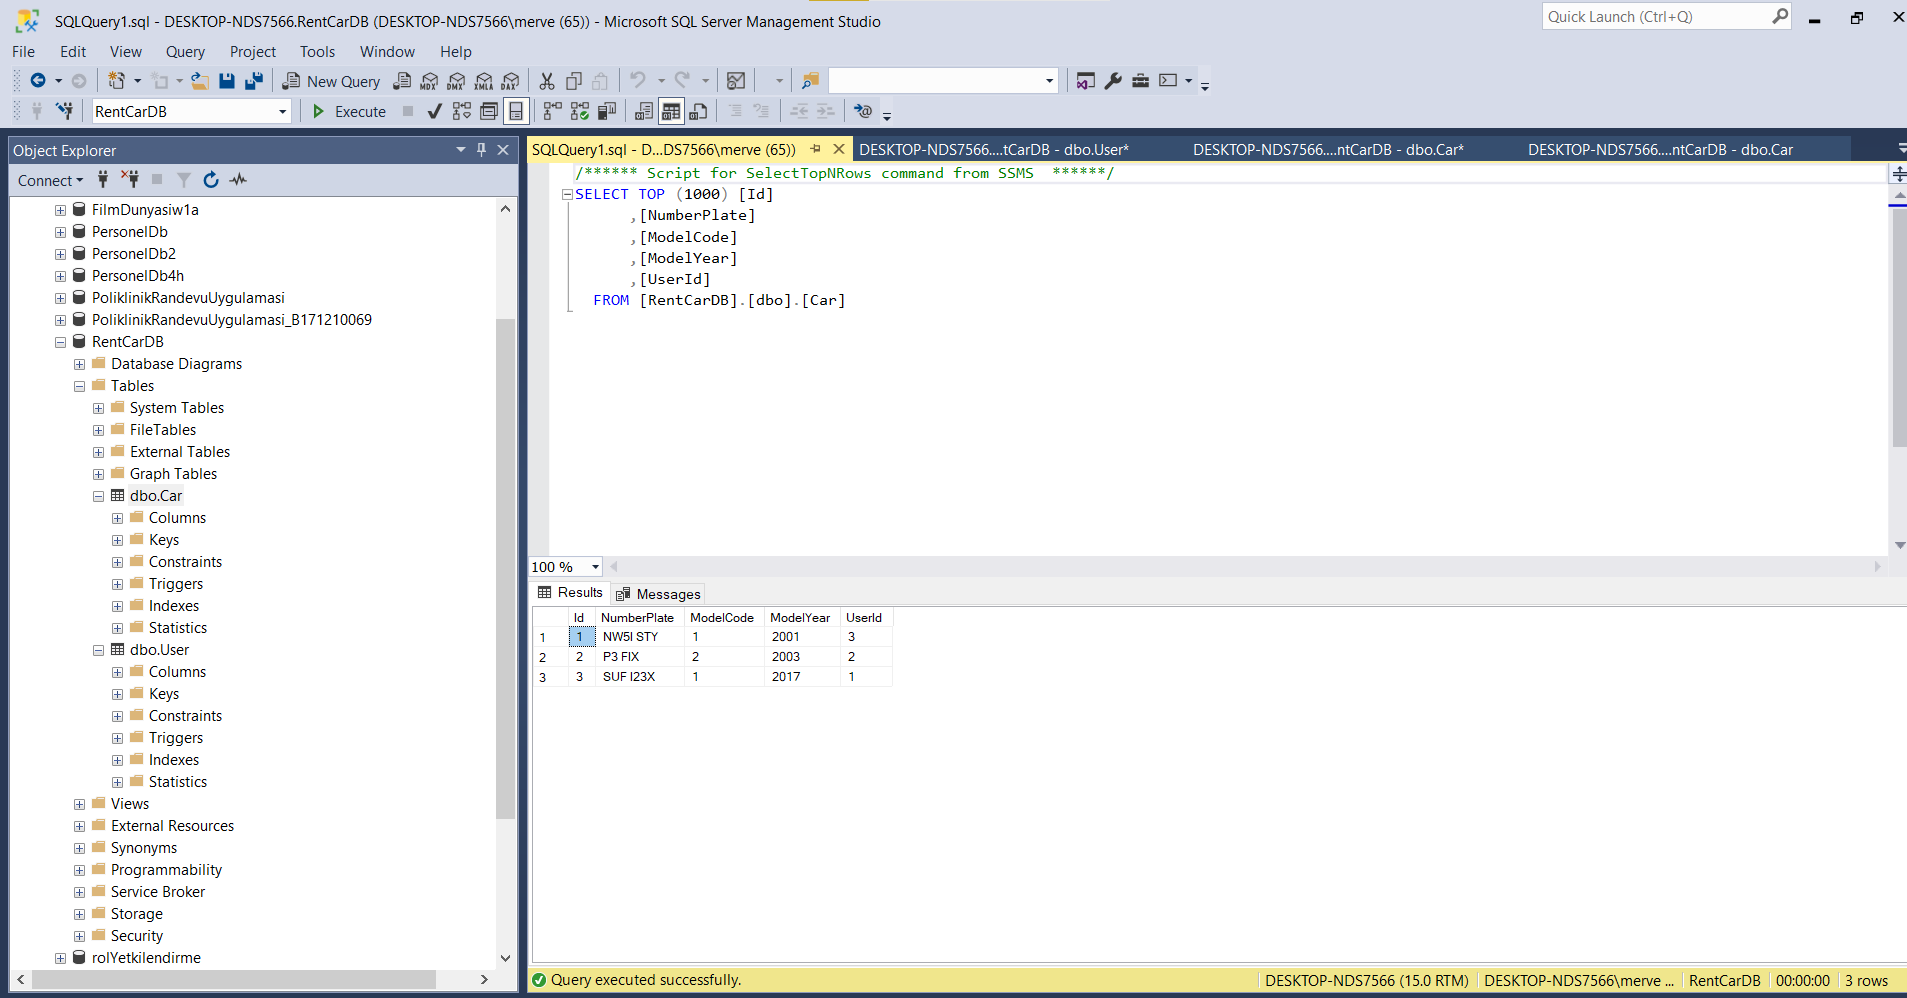 SQLQuery1.sql - DESKTOP-NDS7566.RentCarDB (DESKTOP-NDS7566\merve (65)) - Microsoft SQL Server Management Studio
Quick Launch (Ctrl+Q)
File Edit View Query Project Tools Window Help
New Query MDX DMX XMLA DAX
RentCarDB Execute
Object Explorer
Connect
FilmDunyasiw1a
PersonelDb
PersonelDb2
PersonelDb4h
PoliklinikRandevuUygulamasi
PoliklinikRandevuUygulamasi_B171210069
RentCarDB
Database Diagrams
Tables
System Tables
FileTables
External Tables
Graph Tables
dbo.Car
Columns
Keys
Constraints
Triggers
Indexes
Statistics
dbo.User
Columns
Keys
Constraints
Triggers
Indexes
Statistics
Views
External Resources
Synonyms
Programmability
Service Broker
Storage
Security
rolYetkilendirme
SQLQuery1.sql - D...DS7566\merve (65)) DESKTOP-NDS7566....tCarDB - dbo.User* DESKTOP-NDS7566....ntCarDB - dbo.Car* DESKTOP-NDS7566....ntCarDB - dbo.Car
/****** Script for SelectTopNRows command from SSMS ******/
SELECT TOP (1000) [Id]
,[NumberPlate]
,[ModelCode]
,[ModelYear]
,[UserId]
FROM [RentCarDB].[dbo].[Car]
100 %
Results Messages
Id NumberPlate ModelCode ModelYear UserId
1 1 NW5I STY 1 2001 3
2 2 P3 FIX 2 2003 2
3 3 SUF I23X 1 2017 1
Query executed successfully. DESKTOP-NDS7566 (15.0 RTM) DESKTOP-NDS7566\merve ... RentCarDB 00:00:00 3 rows